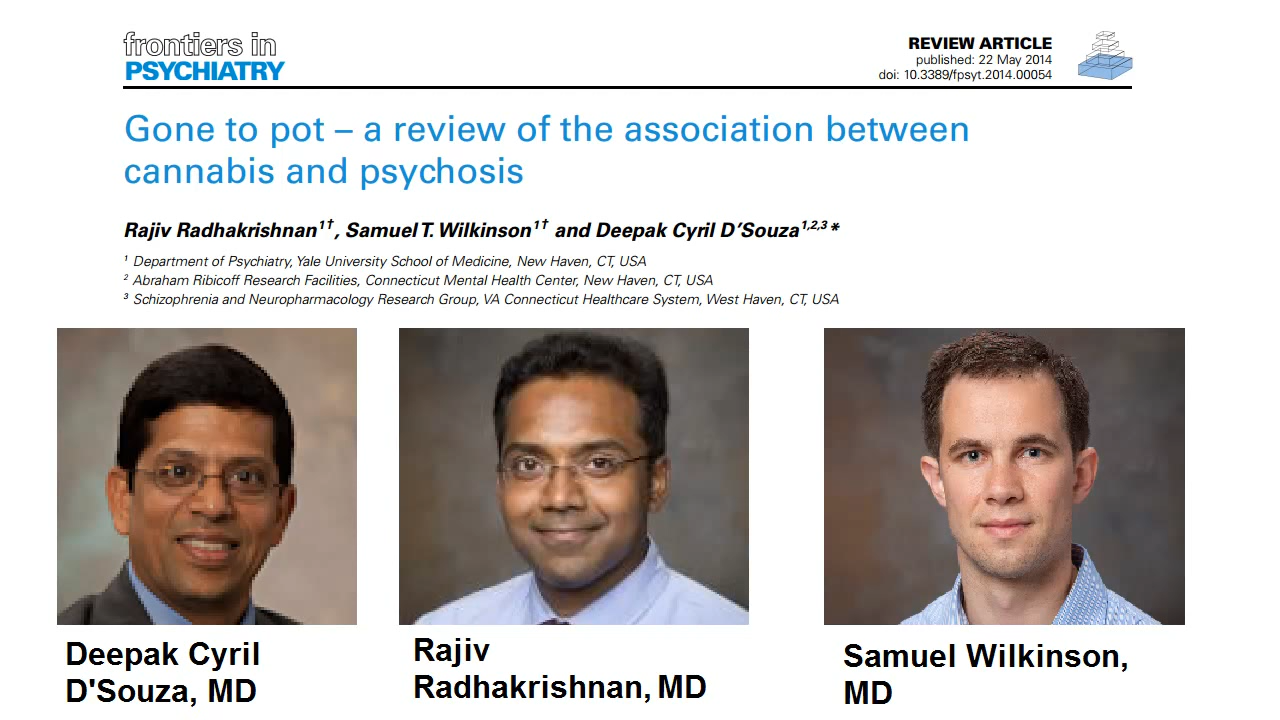 frontiers in
PSYCHIATRY
REVIEW ARTICLE
published: 22 May 2014
doi: 10.3389/fpsyt.2014.00054
Gone to pot – a review of the association between
cannabis and psychosis
Rajiv Radhakrishnan1†, Samuel T. Wilkinson1† and Deepak Cyril D’Souza1,2,3*
1 Department of Psychiatry, Yale University School of Medicine, New Haven, CT, USA
2 Abraham Ribicoff Research Facilities, Connecticut Mental Health Center, New Haven, CT, USA
3 Schizophrenia and Neuropharmacology Research Group, VA Connecticut Healthcare System, West Haven, CT, USA
Deepak Cyril
D'Souza, MD
Rajiv
Radhakrishnan, MD
Samuel Wilkinson,
MD